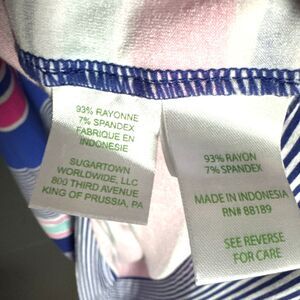 93% RAYONNE
7% SPANDEX
FABRIQUE EN
INDONESIE
SUGARTOWN
WORLDWIDE, LLC
800 THIRD AVENUE
KING OF PRUSSIA, PA
93% RAYON
7% SPANDEX
MADE IN INDONESIA
RN# 88189
SEE REVERSE
FOR CARE